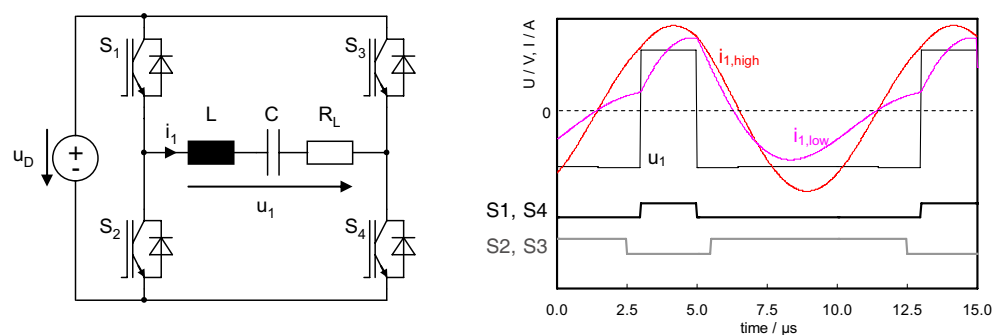 S1
S3
L
C
RL
i1
uD
+
-
u1
S2
S4
U / V, I / A
0
i1,high
i1,low
u1
S1, S4
S2, S3
0.0
2.5
5.0
7.5
10.0
12.5
15.0
time / µs